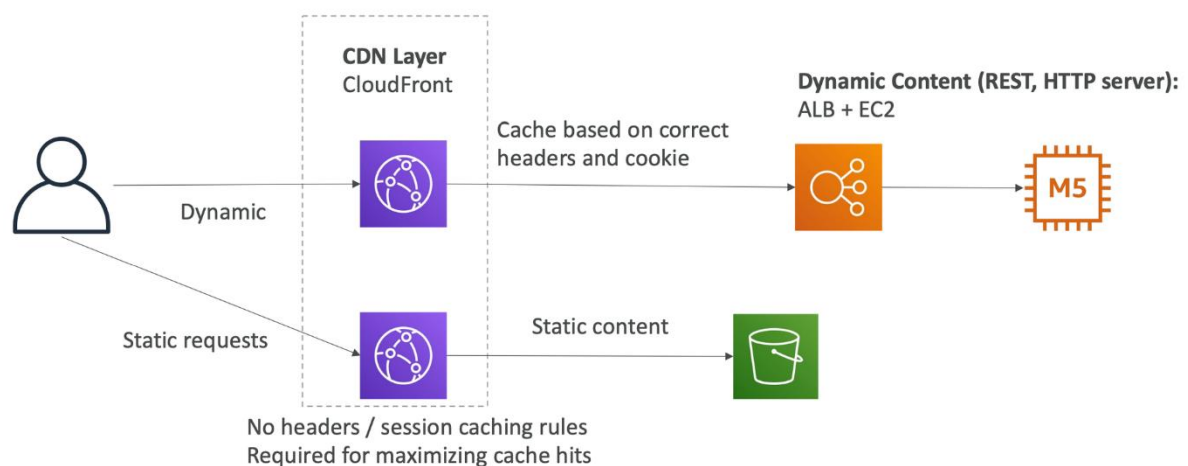 CDN Layer
CloudFront
Dynamic Content (REST, HTTP server):
ALB + EC2
Cache based on correct
headers and cookie
M5
Dynamic
Static requests
Static content
No headers / session caching rules
Required for maximizing cache hits